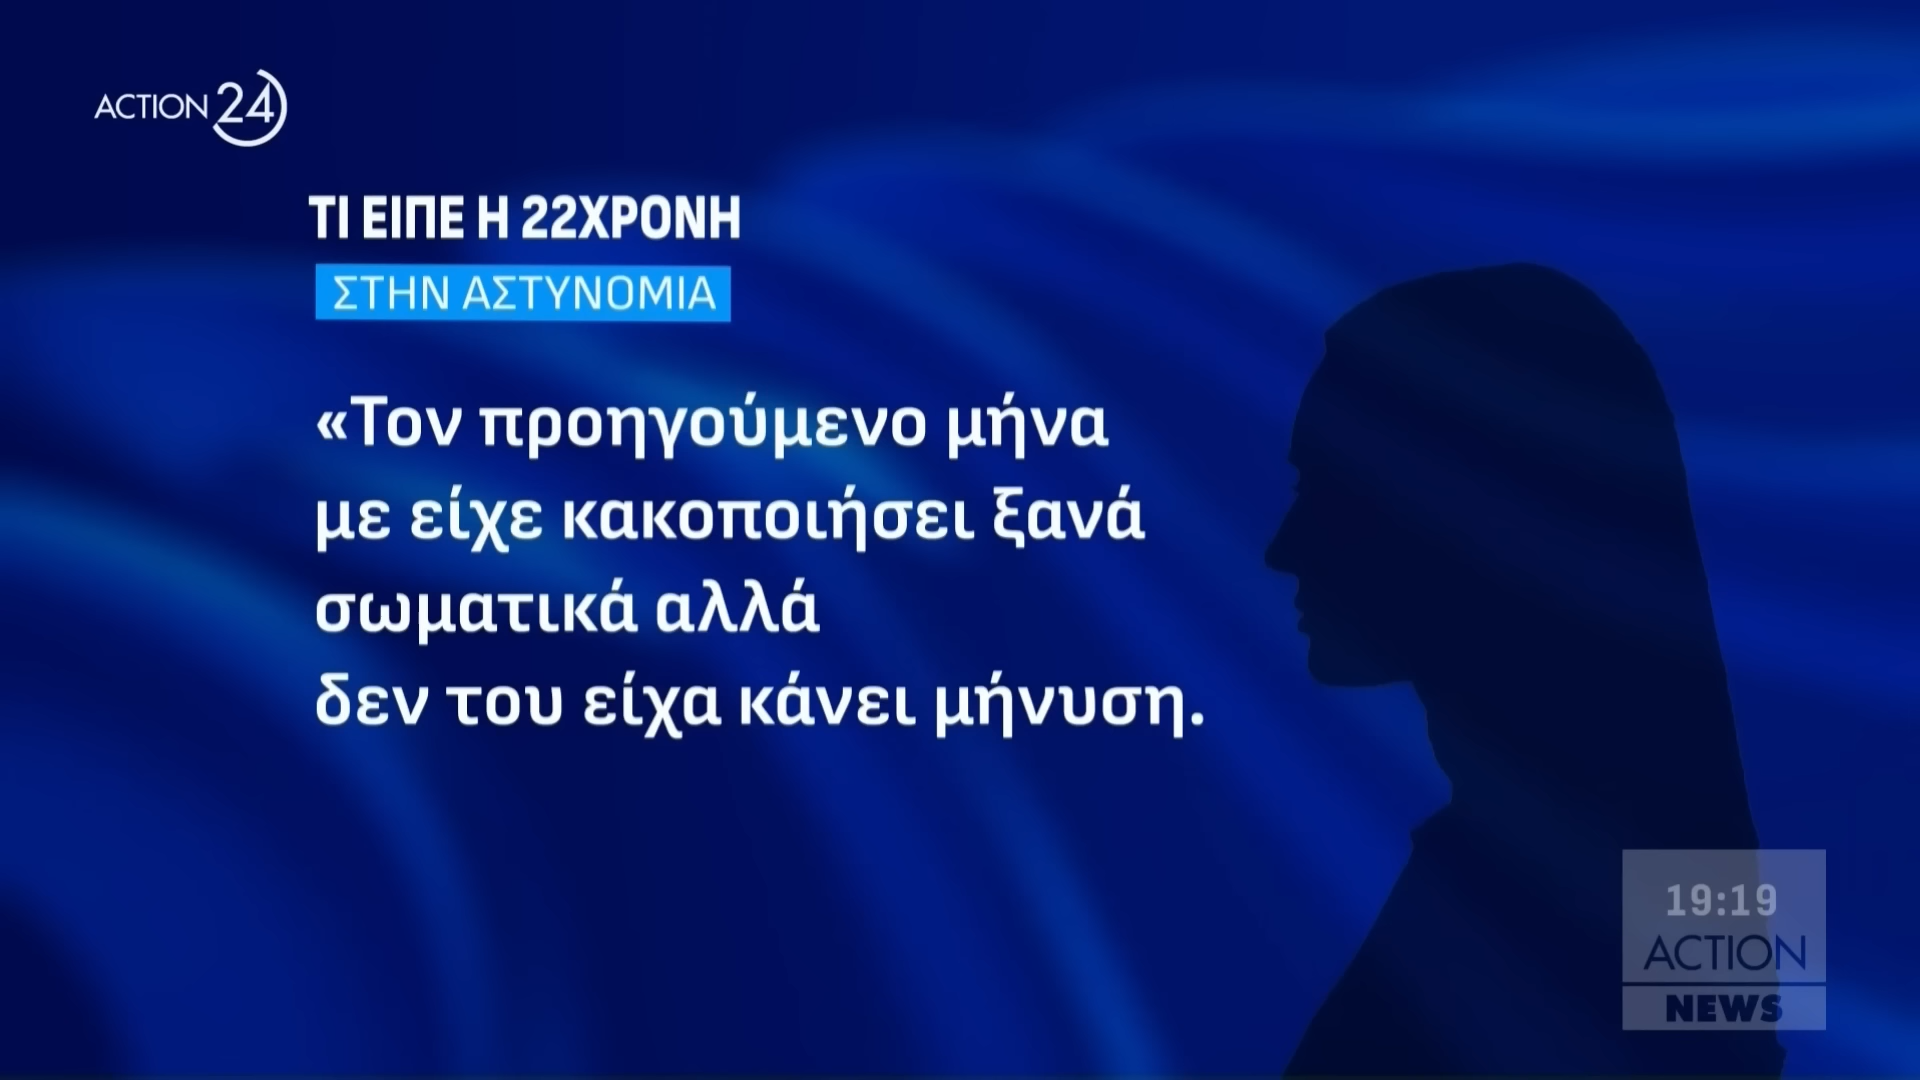 ACTION 24
ΤΙ ΕΙΠΕ Η 22ΧΡΟΝΗ
ΣΤΗΝ ΑΣΤΥΝΟΜΙΑ
«Τον προηγούμενο μήνα
με είχε κακοποιήσει ξανά
σωματικά αλλά
δεν του είχα κάνει μήνυση.
19:19
ACTION
NEWS